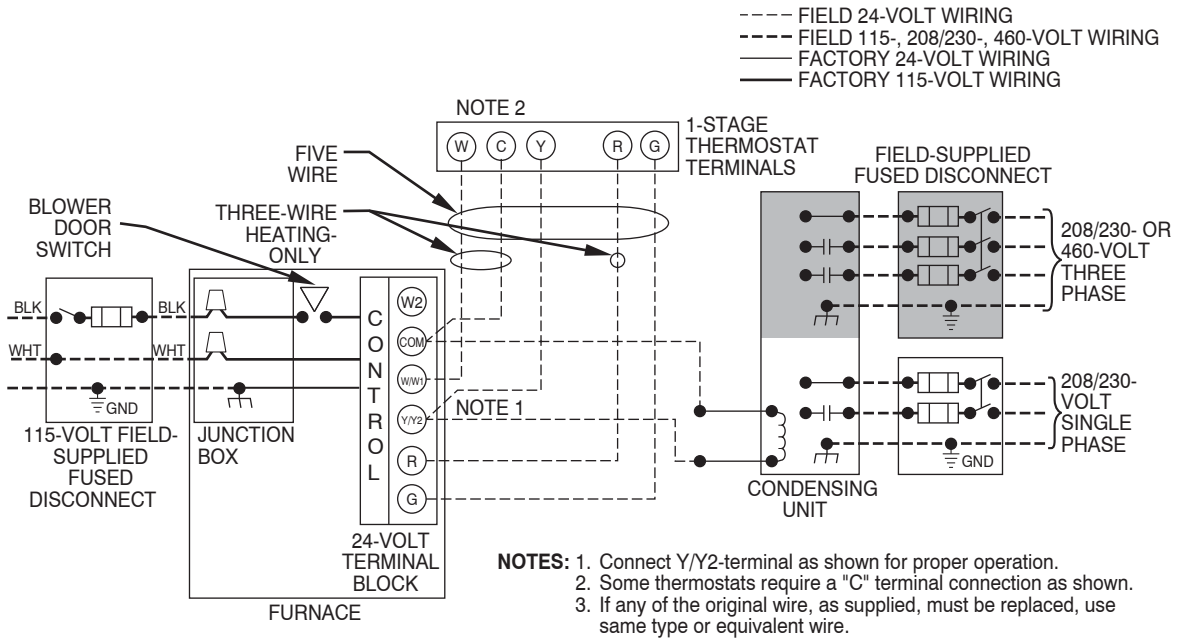 FIELD 24-VOLT WIRING
FIELD 115-, 208/230-, 460-VOLT WIRING
FACTORY 24-VOLT WIRING
FACTORY 115-VOLT WIRING
NOTE 2
W
C
Y
R
G
1-STAGE
THERMOSTAT
TERMINALS
FIVE
WIRE
THREE-WIRE
HEATING-
ONLY
BLOWER
DOOR
SWITCH
FIELD-SUPPLIED
FUSED DISCONNECT
208/230- OR
460-VOLT
THREE
PHASE
BLK
BLK
WHT
WHT
GND
115-VOLT FIELD-
SUPPLIED
FUSED
DISCONNECT
JUNCTION
BOX
CONTROL
W2
COM
W/W1
Y/Y2
R
G
NOTE 1
24-VOLT
TERMINAL
BLOCK
FURNACE
208/230-
VOLT
SINGLE
PHASE
GND
CONDENSING
UNIT
NOTES: 1. Connect Y/Y2-terminal as shown for proper operation.
2. Some thermostats require a "C" terminal connection as shown.
3. If any of the original wire, as supplied, must be replaced, use
same type or equivalent wire.